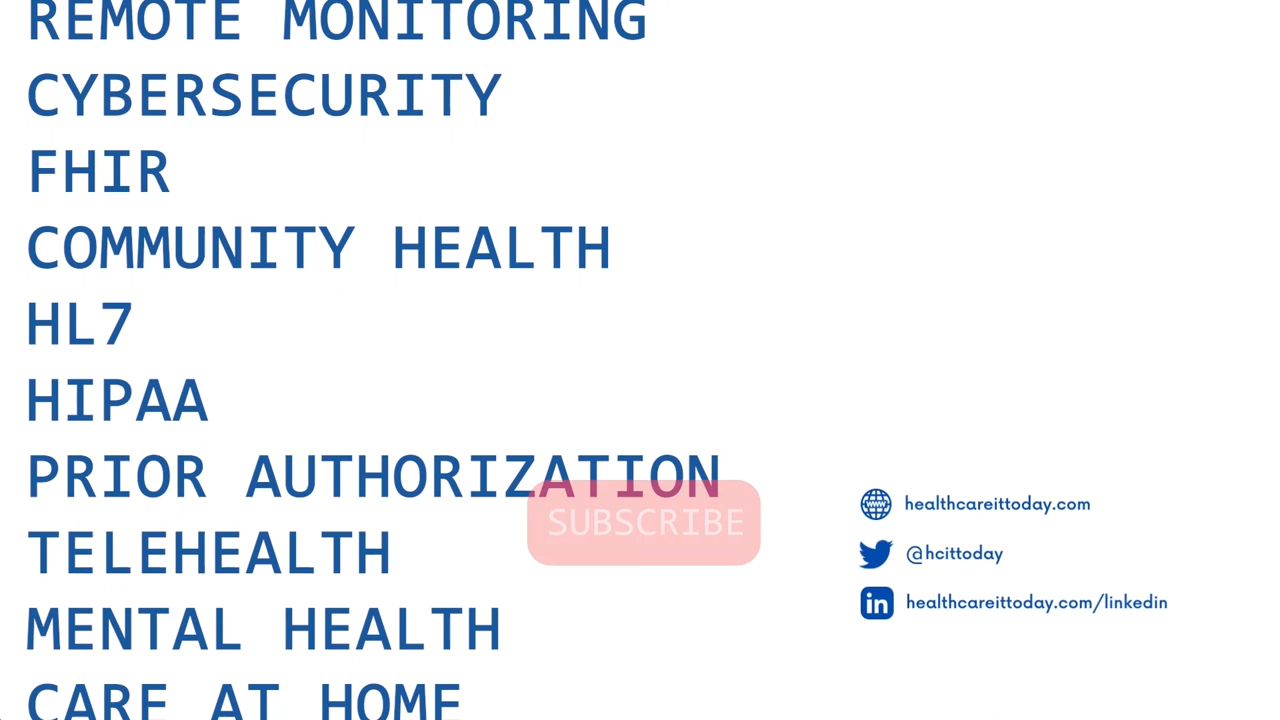 REMOTE MONITORING
CYBERSECURITY
FHIR
COMMUNITY HEALTH
HL7
HIPAA
PRIOR AUTHORIZATION
SUBSCRIBE
TELEHEALTH
MENTAL HEALTH
CARE AT HOME
healthcareittoday.com
@hcittoday
healthcareittoday.com/linkedin